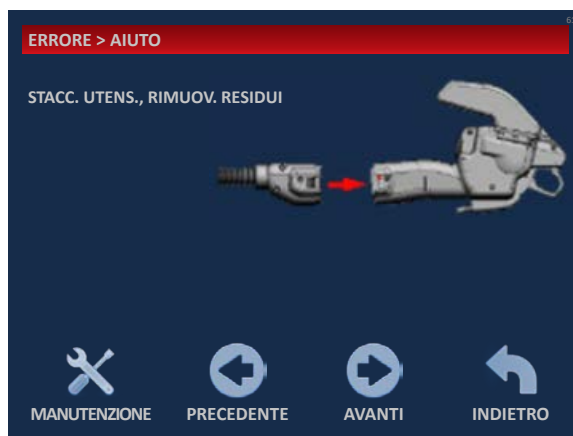 ERRORE > AIUTO
STACC. UTENS., RIMUOV. RESIDUI
MANUTENZIONE PRECEDENTE AVANTI INDIETRO